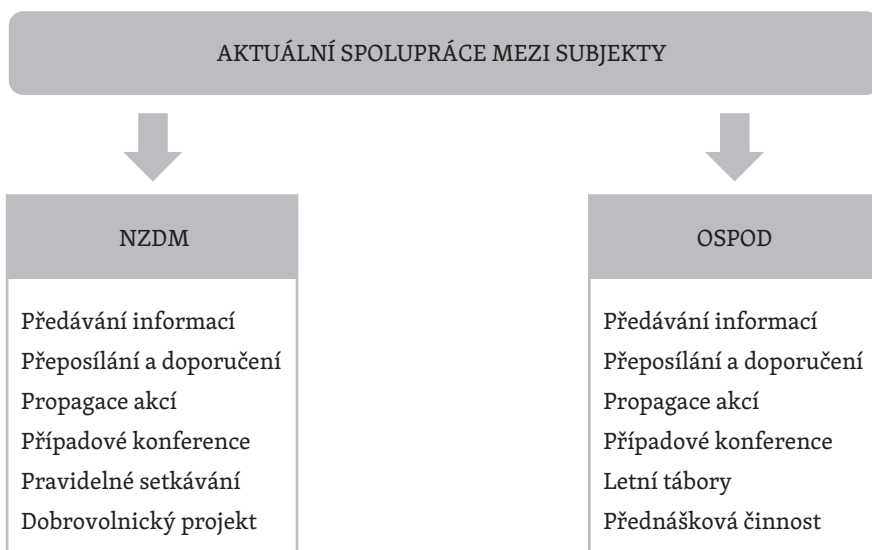 AKTUÁLNÍ SPOLUPRÁCE MEZI SUBJEKTY
NZDM
Předávání informací
Přeposílání a doporučení
Propagace akcí
Případové konference
Pravidelné setkávání
Dobrovolnický projekt
OSPOD
Předávání informací
Přeposílání a doporučení
Propagace akcí
Případové konference
Letní tábory
Přednášková činnost